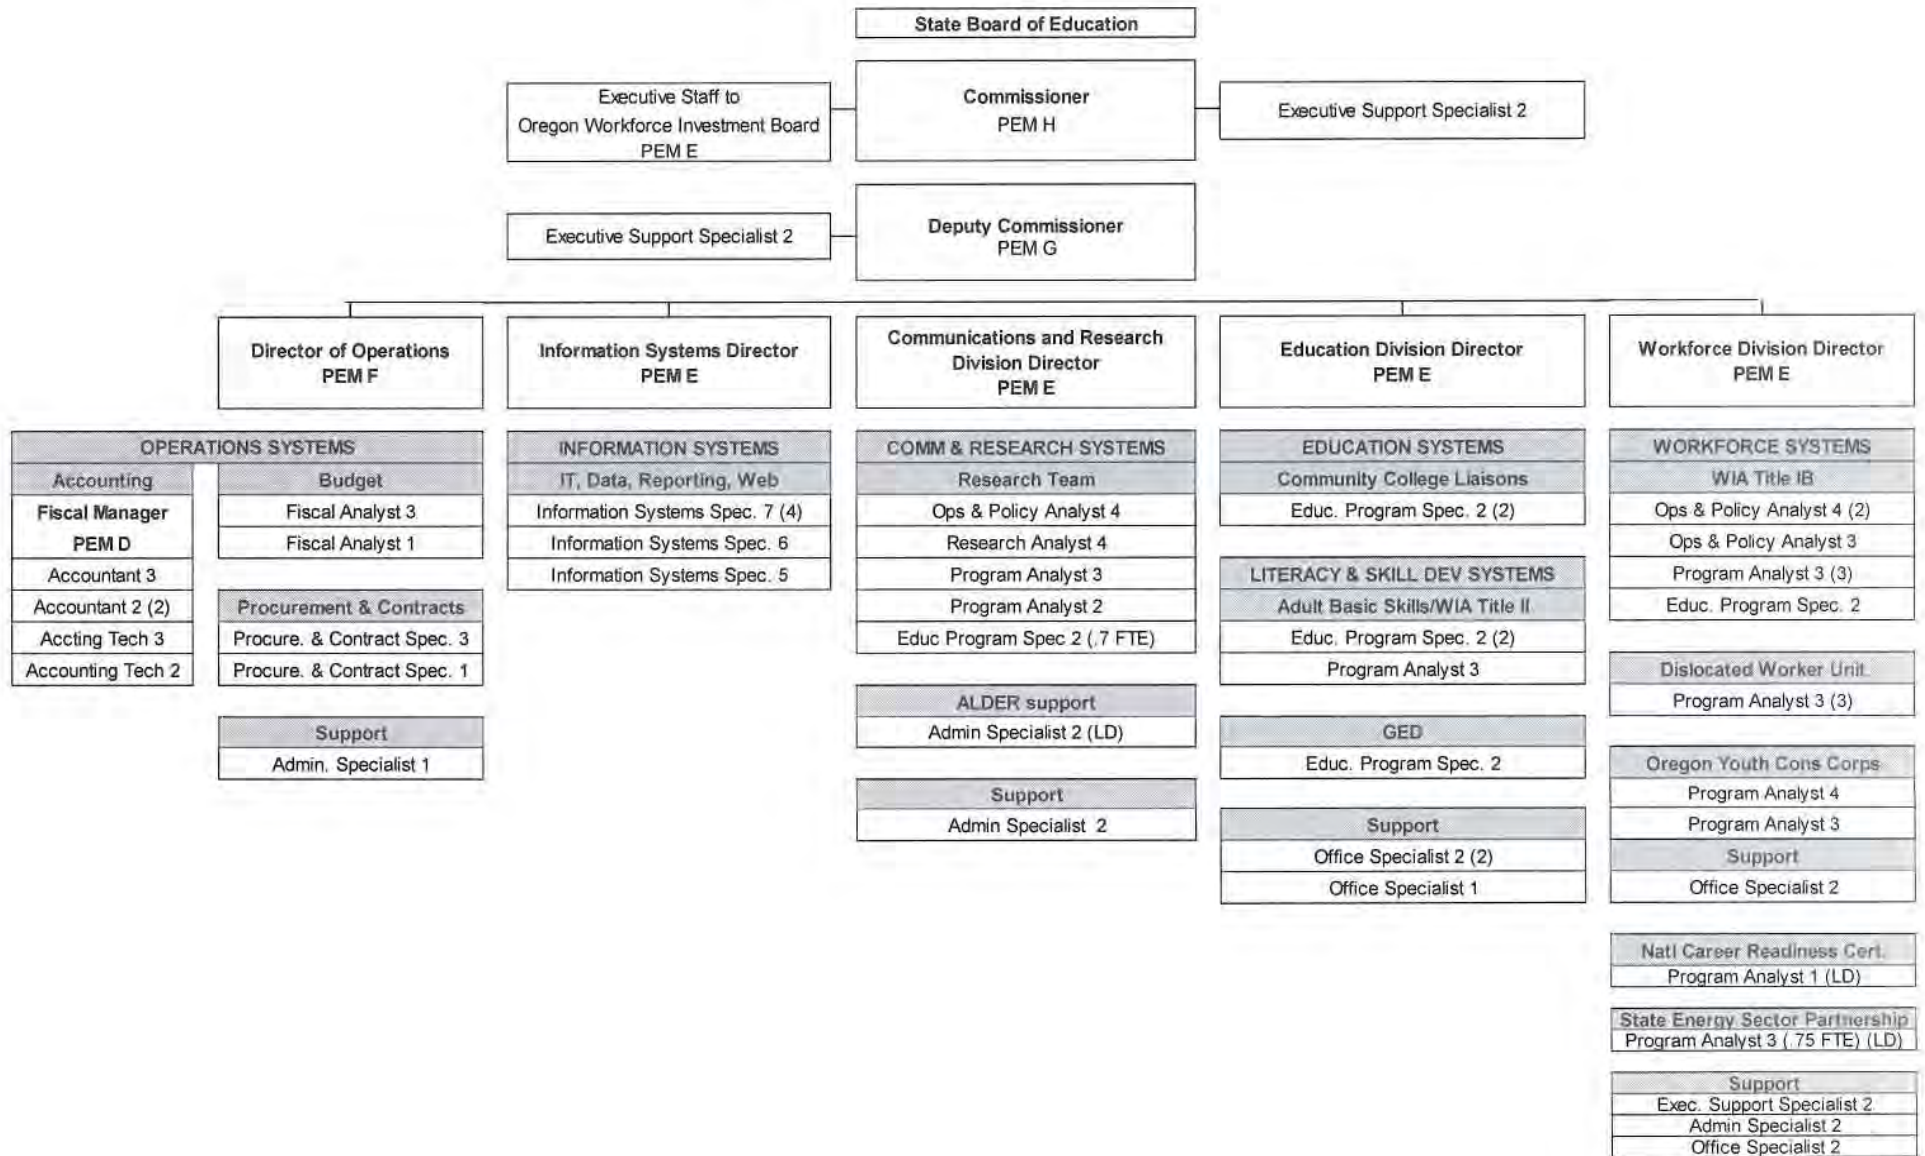 State Board of Education
Executive Staff to
Oregon Workforce Investment Board
PEM E
Commissioner
PEM H
Executive Support Specialist 2
Executive Support Specialist 2
Deputy Commissioner
PEM G
Director of Operations
PEM F
Information Systems Director
PEM E
Communications and Research
Division Director
PEM E
Education Division Director
PEM E
Workforce Division Director
PEM E
OPERATIONS SYSTEMS
Accounting
Fiscal Manager
PEM D
Accountant 3
Accountant 2 (2)
Accting Tech 3
Accounting Tech 2
Budget
Fiscal Analyst 3
Fiscal Analyst 1
Procurement & Contracts
Procure. & Contract Spec. 3
Procure. & Contract Spec. 1
Support
Admin. Specialist 1
INFORMATION SYSTEMS
IT, Data, Reporting, Web
Information Systems Spec. 7 (4)
Information Systems Spec. 6
Information Systems Spec. 5
COMM & RESEARCH SYSTEMS
Research Team
Ops & Policy Analyst 4
Research Analyst 4
Program Analyst 3
Program Analyst 2
Educ Program Spec 2 (.7 FTE)
ALDER support
Admin Specialist 2 (LD)
Support
Admin Specialist 2
EDUCATION SYSTEMS
Community College Liaisons
Educ. Program Spec. 2 (2)
LITERACY & SKILL DEV SYSTEMS
Adult Basic Skills/WIA Title II
Educ. Program Spec. 2 (2)
Program Analyst 3
GED
Educ. Program Spec. 2
Support
Office Specialist 2 (2)
Office Specialist 1
WORKFORCE SYSTEMS
WIA Title IB
Ops & Policy Analyst 4 (2)
Ops & Policy Analyst 3
Program Analyst 3 (3)
Educ. Program Spec. 2
Dislocated Worker Unit
Program Analyst 3 (3)
Oregon Youth Cons Corps
Program Analyst 4
Program Analyst 3
Support
Office Specialist 2
Natl Career Readiness Cert.
Program Analyst 1 (LD)
State Energy Sector Partnership
Program Analyst 3 (.75 FTE) (LD)
Support
Exec. Support Specialist 2
Admin Specialist 2
Office Specialist 2